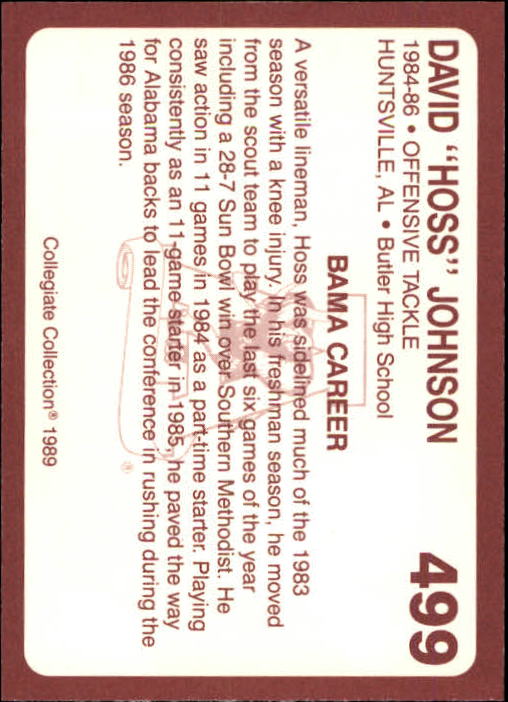 DAVID “HOSS” JOHNSON 499
1984-86 • OFFENSIVE TACKLE
HUNTSVILLE, AL • Butler High School
BAMA CAREER
A versatile lineman, Hoss was sidelined much of the 1983
season with a knee injury. In his freshman season, he moved
from the scout team to play the last six games of the year
including a 28-7 Sun Bowl win over Southern Methodist. He
saw action in 11 games in 1984 as a part-time starter. Playing
consistently as an 11-game starter in 1985, he paved the way
for Alabama backs to lead the conference in rushing during the
1986 season.
®
Collegiate Collection® 1989